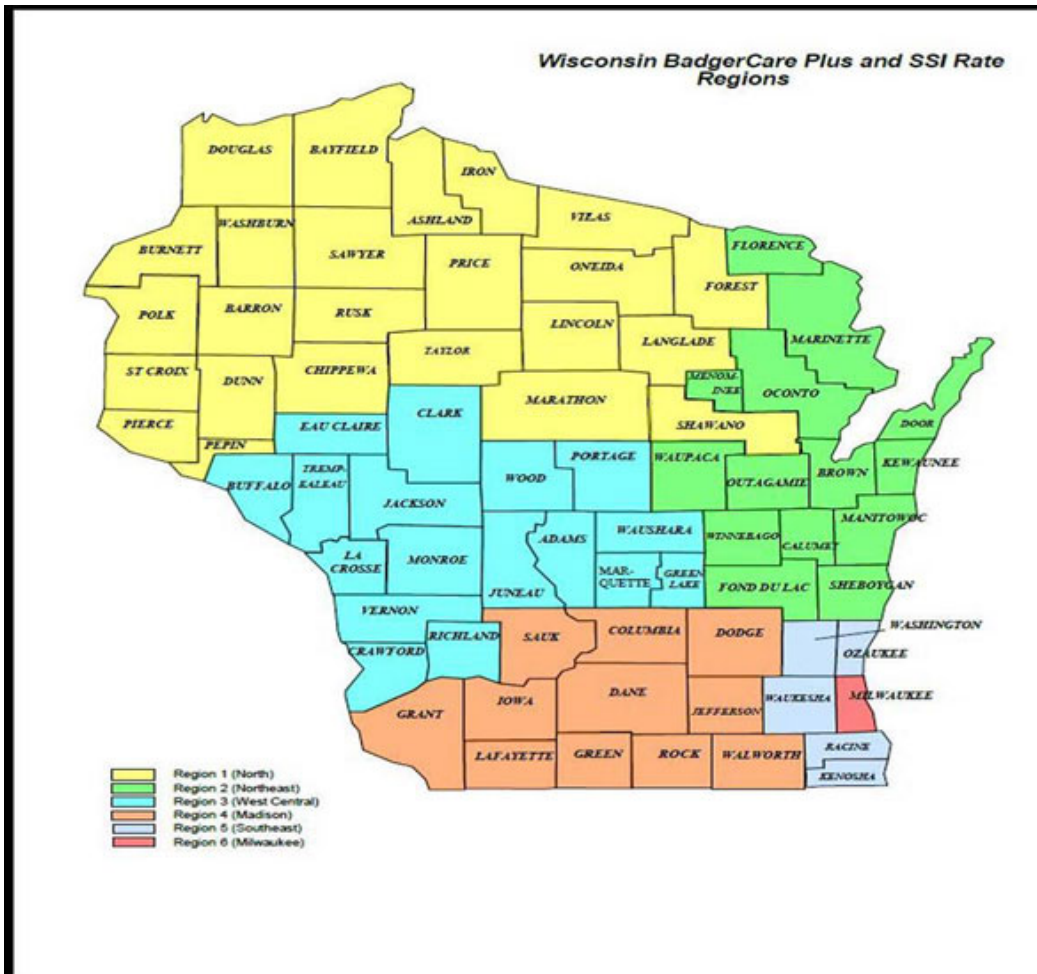 Wisconsin BadgerCare Plus and SSI Rate
Regions
DOUGLAS
BAYFIELD
IRON
ASHLAND
VILAS
WASHBURN
BURNETT
SAWYER
PRICE
ONEIDA
FLORENCE
FOREST
POLK
BARRON
RUSK
LINCOLN
LANGLADE
MARINETTE
TAYLOR
ST CROIX
DUNN
CHIPPEWA
MENOM-
INEE
OCONTO
MARATHON
CLARK
PIERCE
EAU CLAIRE
SHAWANO
DOOR
PEPIN
BUFFALO
TREMP-
EALEAU
WOOD
PORTAGE
WAUPACA
OUTAGAMIE
BROWN
KEWAUNEE
JACKSON
MANITOWOC
ADAMS
WAUSHARA
WINNEBAGO
CALUMET
LA
CROSSE
MONROE
JUNEAU
MAR-
QUETTE
GREEN
LAKE
FOND DU LAC
SHEBOYGAN
VERNON
RICHLAND
SAUK
COLUMBIA
DODGE
WASHINGTON
CRAWFORD
OZAUKEE
GRANT
IOWA
DANE
JEFFERSON
WAUKESHA
MILWAUKEE
LAFAYETTE
GREEN
ROCK
WALWORTH
RACINE
KENOSHA
Region 1 (North)
Region 2 (Northeast)
Region 3 (West Central)
Region 4 (Madison)
Region 5 (Southeast)
Region 6 (Milwaukee)